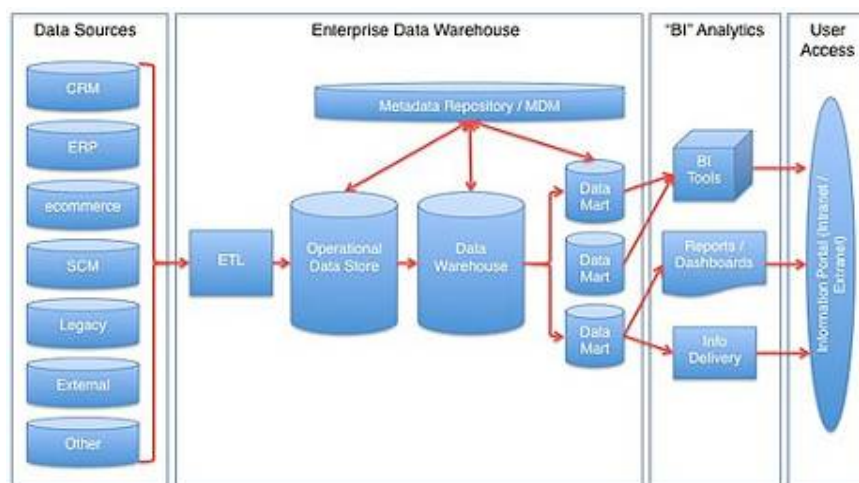 Data Sources
Enterprise Data Warehouse
“BI” Analytics
User
Access
CRM
ERP
ecommerce
SCM
Legacy
External
Other
ETL
Metadata Repository / MDM
Operational
Data Store
Data
Warehouse
Data
Mart
Data
Mart
Data
Mart
BI
Tools
Reports /
Dashboards
Info
Delivery
Information Portal (Intranet /
Extranet)